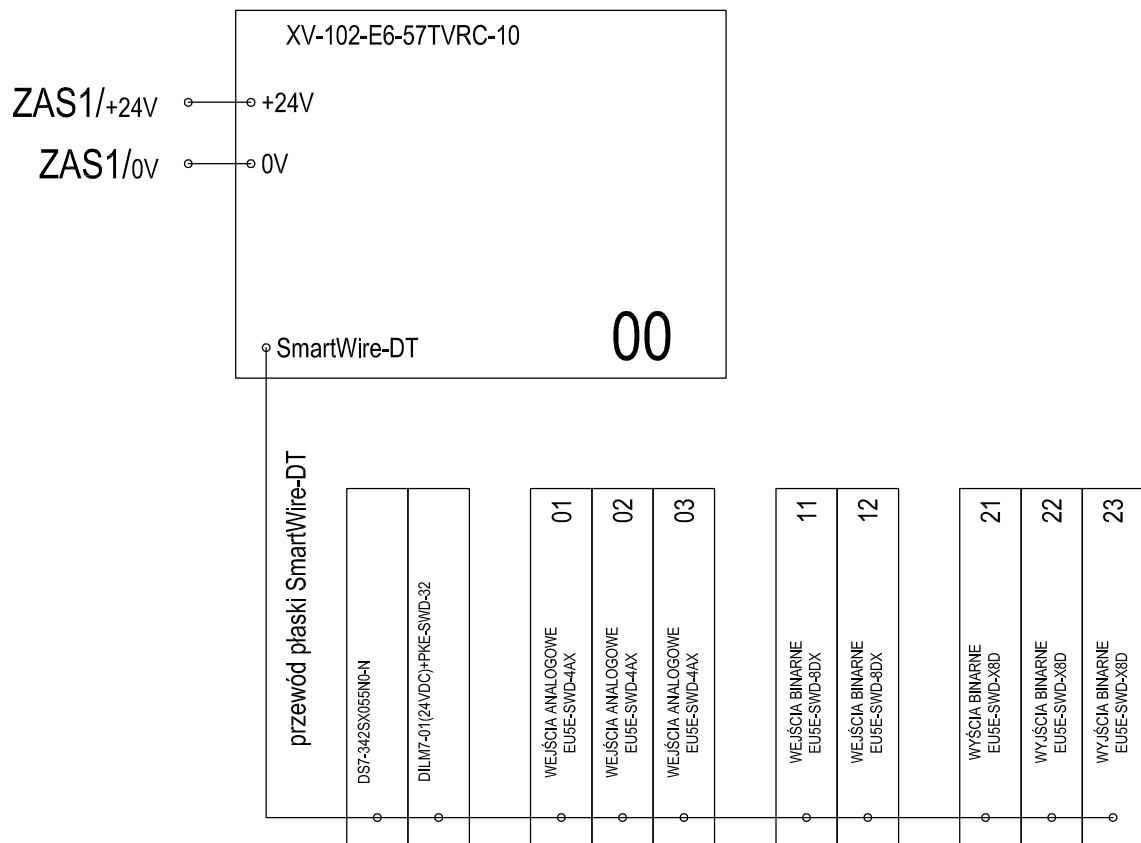 XV-102-E6-57TVRC-10
ZAS1/+24V
+24V
ZAS1/0V
0V
SmartWire-DT
00
przewód płaski SmartWire-DT
DS7-342SX055N0-N
DILM7-01(24VDC)+PKE-SWD-32
01
WEJŚCIA ANALOGOWE
EU5E-SWD-4AX
02
WEJŚCIA ANALOGOWE
EU5E-SWD-4AX
03
WEJŚCIA ANALOGOWE
EU5E-SWD-4AX
11
WEJŚCIA BINARNE
EU5E-SWD-8DX
12
WEJŚCIA BINARNE
EU5E-SWD-8DX
21
WYŚCIA BINARNE
EU5E-SWD-X8D
22
WYJŚCIA BINARNE
EU5E-SWD-X8D
23
WYJŚCIA BINARNE
EU5E-SWD-X8D